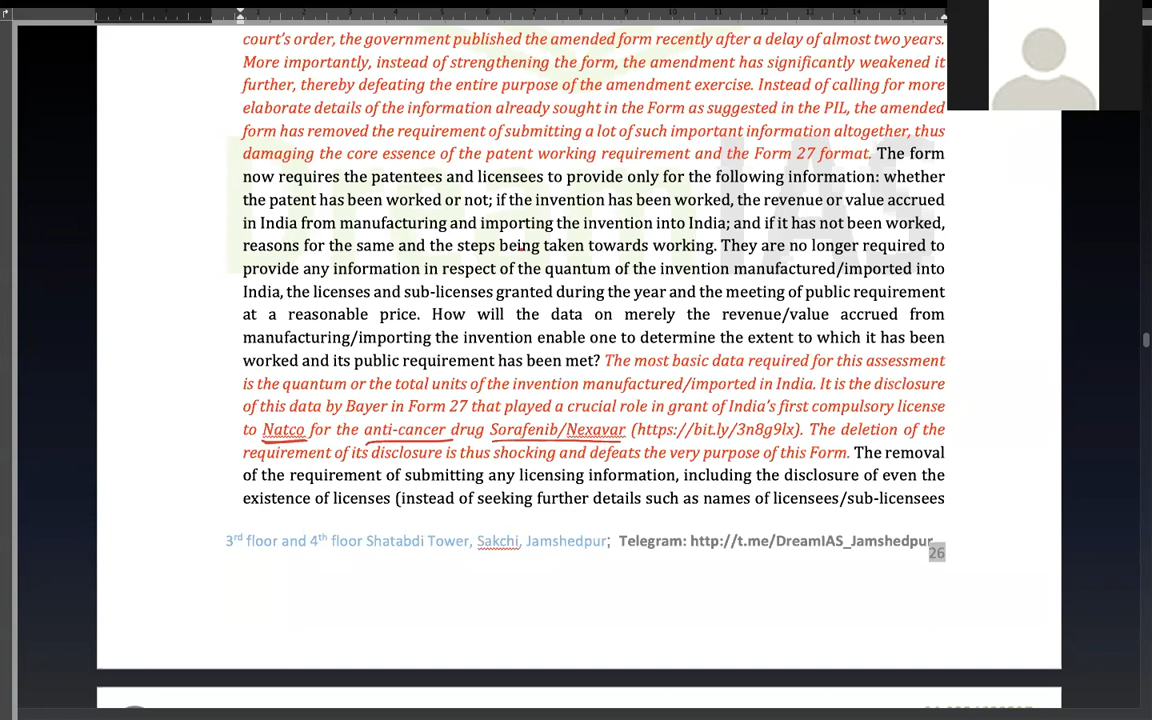 court's order, the government published the amended form recently after a delay of almost two years.
More importantly, instead of strengthening the form, the amendment has significantly weakened it
further, thereby defeating the entire purpose of the amendment exercise. Instead of calling for more
elaborate details of the information already sought in the Form as suggested in the PIL, the amended
form has removed the requirement of submitting a lot of such important information altogether, thus
damaging the core essence of the patent working requirement and the Form 27 format. The form
now requires the patentees and licensees to provide only for the following information: whether
the patent has been worked or not; if the invention has been worked, the revenue or value accrued
in India from manufacturing and importing the invention into India; and if it has not been worked,
reasons for the same and the steps being taken towards working. They are no longer required to
provide any information in respect of the quantum of the invention manufactured/imported into
India, the licenses and sub-licenses granted during the year and the meeting of public requirement
at a reasonable price. How will the data on merely the revenue/value accrued from
manufacturing/importing the invention enable one to determine the extent to which it has been
worked and its public requirement has been met? The most basic data required for this assessment
is the quantum or the total units of the invention manufactured/imported in India. It is the disclosure
of this data by Bayer in Form 27 that played a crucial role in grant of India's first compulsory license
to Natco for the anti-cancer drug Sorafenib/Nexavar (https://bit.ly/3n8g9lx). The deletion of the
requirement of its disclosure is thus shocking and defeats the very purpose of this Form. The removal
of the requirement of submitting any licensing information, including the disclosure of even the
existence of licenses (instead of seeking further details such as names of licensees/sub-licensees
3rd floor and 4th floor Shatabdi Tower, Sakchi, Jamshedpur; Telegram: http://t.me/DreamIAS_Jamshedpur
26